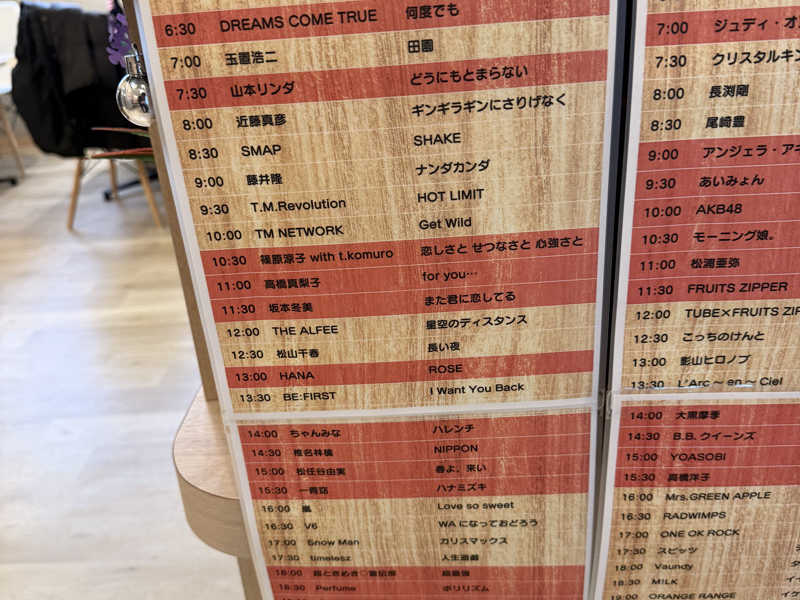 6:30 DREAMS COME TRUE 何度でも
7:00 玉置浩二 田園
7:30 山本リンダ どうにもとまらない
8:00 近藤真彦 ギンギラギンにさりげなく
8:30 SMAP SHAKE
9:00 藤井隆 ナンダカンダ
9:30 T.M.Revolution HOT LIMIT
10:00 TM NETWORK Get Wild
10:30 篠原涼子 with t.komuro 恋しさと せつなさと 心強さと
11:00 高橋真梨子 for you…
11:30 坂本冬美 また君に恋してる
12:00 THE ALFEE 星空のディスタンス
12:30 松山千春 長い夜
13:00 HANA ROSE
13:30 BE:FIRST I Want You Back
14:00 ちゃんみな ハレンチ
14:30 椎名林檎 NIPPON
15:00 松任谷由実 春よ、来い
15:30 一青窈 ハナミズキ
16:00 嵐 Love so sweet
16:30 V6 WAになっておどろう
17:00 Snow Man カリスマックス
17:30 timelesz 人生遊戯
18:00 超ときめき♡宣伝部 超最強
18:30 Perfume ポリリズム
7:00 ジュディ・オ
7:30 クリスタルキン
8:00 長渕剛
8:30 尾崎豊
9:00 アンジェラ・アキ
9:30 あいみょん
10:00 AKB48
10:30 モーニング娘。
11:00 松浦亜弥
11:30 FRUITS ZIPPER
12:00 TUBE×FRUITS ZIP
12:30 こっちのけんと
13:00 影山ヒロノブ
13:30 L'Arc～en～Ciel
14:00 大黒摩季
14:30 B.B.クイーンズ
15:00 YOASOBI
15:30 高橋洋子
16:00 Mrs.GREEN APPLE
16:30 RADWIMPS
17:00 ONE OK ROCK
17:30 スピッツ
18:00 Vaundy
18:30 M!LK
19:00 ORANGE RANGE